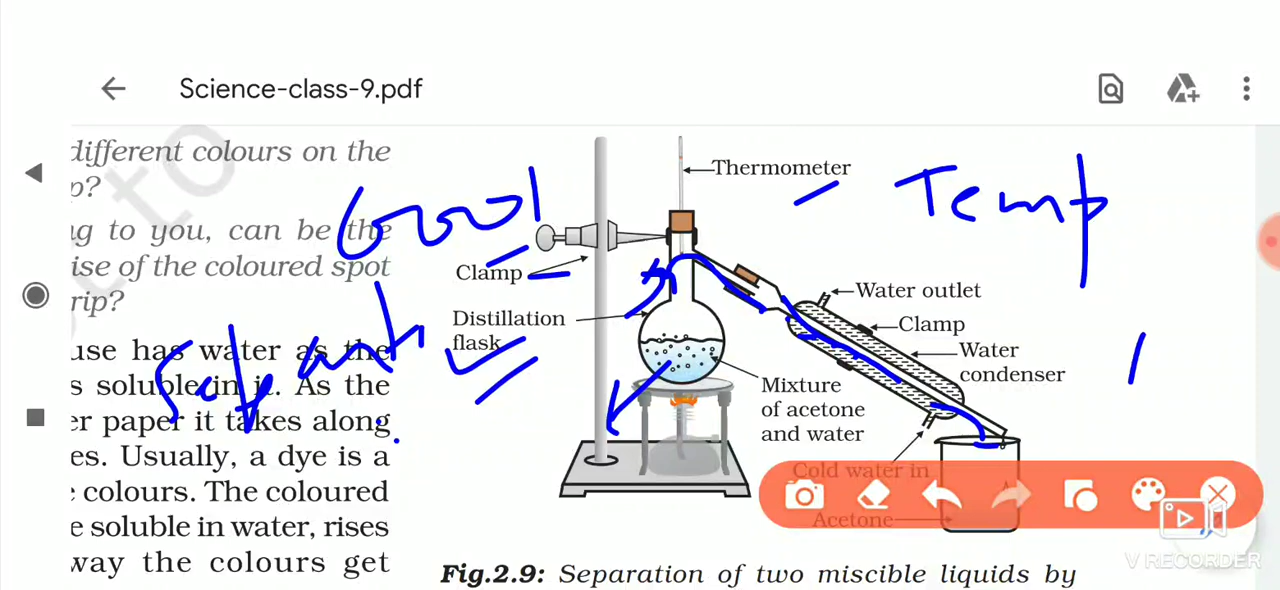 Science-class-9.pdf
different colours on the
p?
ng to you, can be the
ise of the coloured spot
rip?
use has water as the
s soluble in it. As the
er paper it takes along
es. Usually, a dye is a
colours. The coloured
e soluble in water, rises
way the colours get
to
Thermometer
Temp
Cool
Clamp
Distillation
flask
Water outlet
Clamp
Water
condenser
Mixture
of acetone
and water
Cold water in
Acetone
Fig.2.9: Separation of two miscible liquids by
V RECORDER